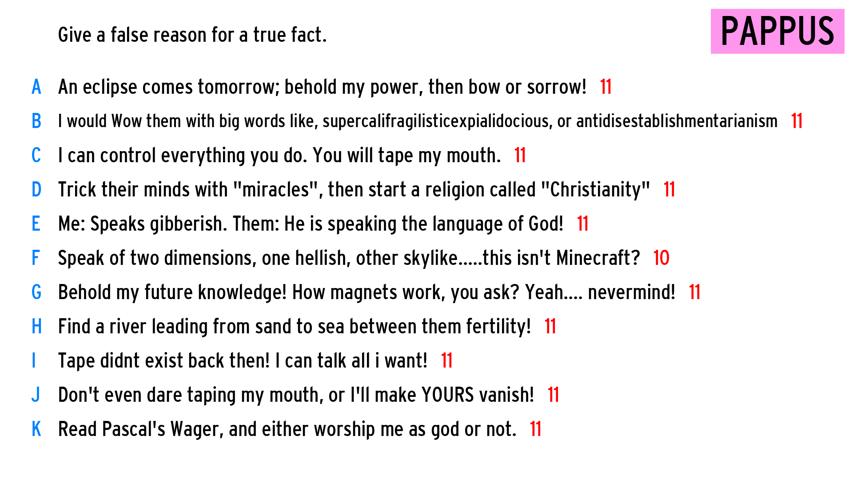 Give a false reason for a true fact.
PAPPUS
A An eclipse comes tomorrow; behold my power, then bow or sorrow! 11
B I would Wow them with big words like, supercalifragilisticexpialidocious, or antidisestablishmentarianism 11
C I can control everything you do. You will tape my mouth. 11
D Trick their minds with "miracles", then start a religion called "Christianity" 11
E Me: Speaks gibberish. Them: He is speaking the language of God! 11
F Speak of two dimensions, one hellish, other skylike.....this isn't Minecraft? 10
G Behold my future knowledge! How magnets work, you ask? Yeah.... nevermind! 11
H Find a river leading from sand to sea between them fertility! 11
I Tape didnt exist back then! I can talk all i want! 11
J Don't even dare taping my mouth, or I'll make YOURS vanish! 11
K Read Pascal's Wager, and either worship me as god or not. 11